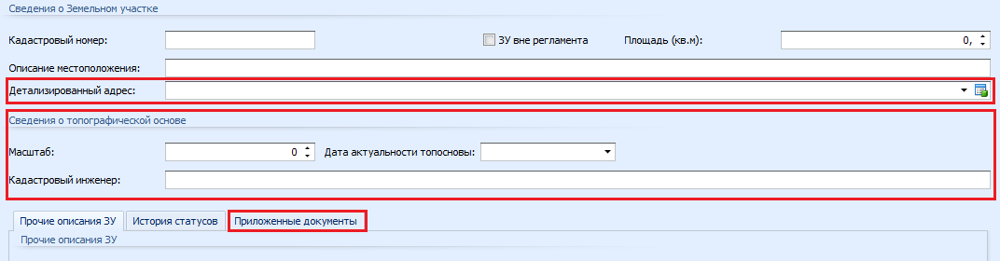 Сведения о Земельном участке
Кадастровый номер: ЗУ вне регламента Площадь (кв.м): 0,
Описание местоположения:
Детализированный адрес:
Сведения о топографической основе
Масштаб: 0 Дата актуальности топосновы:
Кадастровый инженер:
Прочие описания ЗУ История статусов Приложенные документы
Прочие описания ЗУ